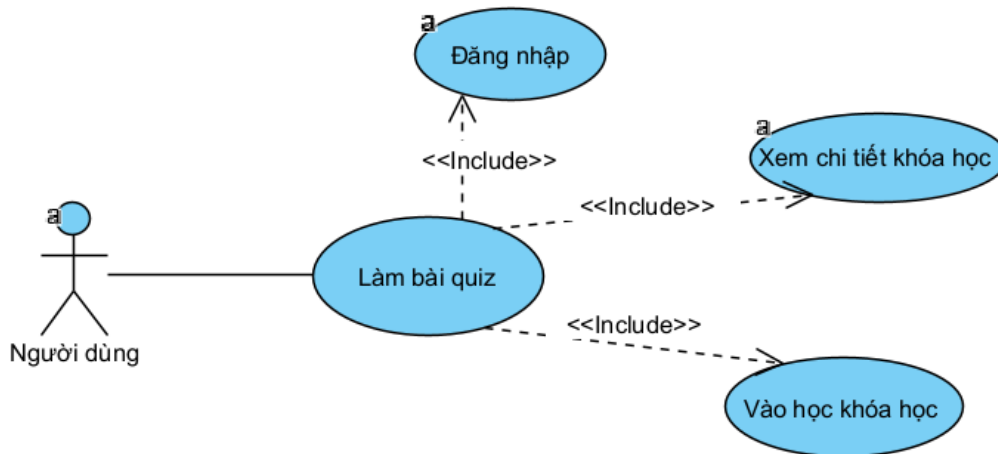 a
Đăng nhập
<<Include>>
a
Xem chi tiết khóa học
<<Include>>
a
Người dùng
Làm bài quiz
<<Include>>
Vào học khóa học